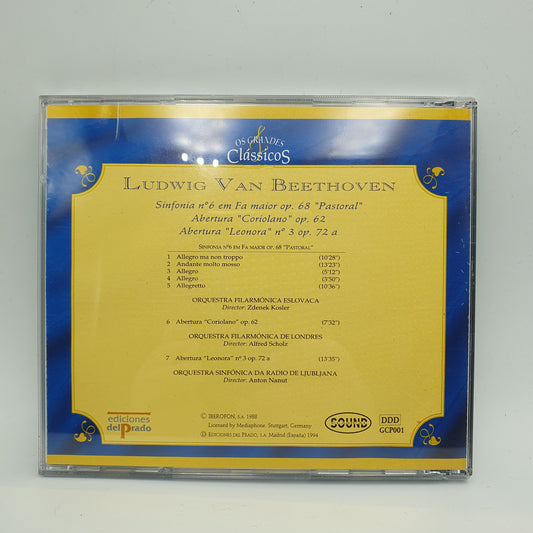 OS GRANDES
ClássicoS
LUDWIG VAN BEETHOVEN
Sinfonia nº6 em Fa maior op. 68 "Pastoral"
Abertura "Coriolano" op. 62
Abertura "Leonora" nº 3 op. 72 a
SINFONIA Nº6 EM FA MAIOR OP. 68 "PASTORAL"
1 Allegro ma non troppo (10'28")
2 Andante molto mosso (13'23")
3 Allegro (5'12")
4 Allegro (3'50")
5 Allegretto (10'36")
ORQUESTRA FILARMÓNICA ESLOVACA
Director: Zdenek Kosler
6 Abertura "Coriolano" op. 62 (7'32")
ORQUESTRA FILARMÓNICA DE LONDRES
Director: Alfred Scholz
7 Abertura "Leonora" nº 3 op. 72 a (13'35")
ORQUESTRA SINFÓNICA DA RADIO DE LJUBLJANA
Director: Anton Nanut
ediciones
delPrado
Ⓒ IBEROFON, S.A. 1988
Licensed by Mediaphone. Stuttgart, Germany
Ⓟ EDICIONES DEL PRADO, S.A. Madrid (España) 1994
SOUND
DDD
GCP001